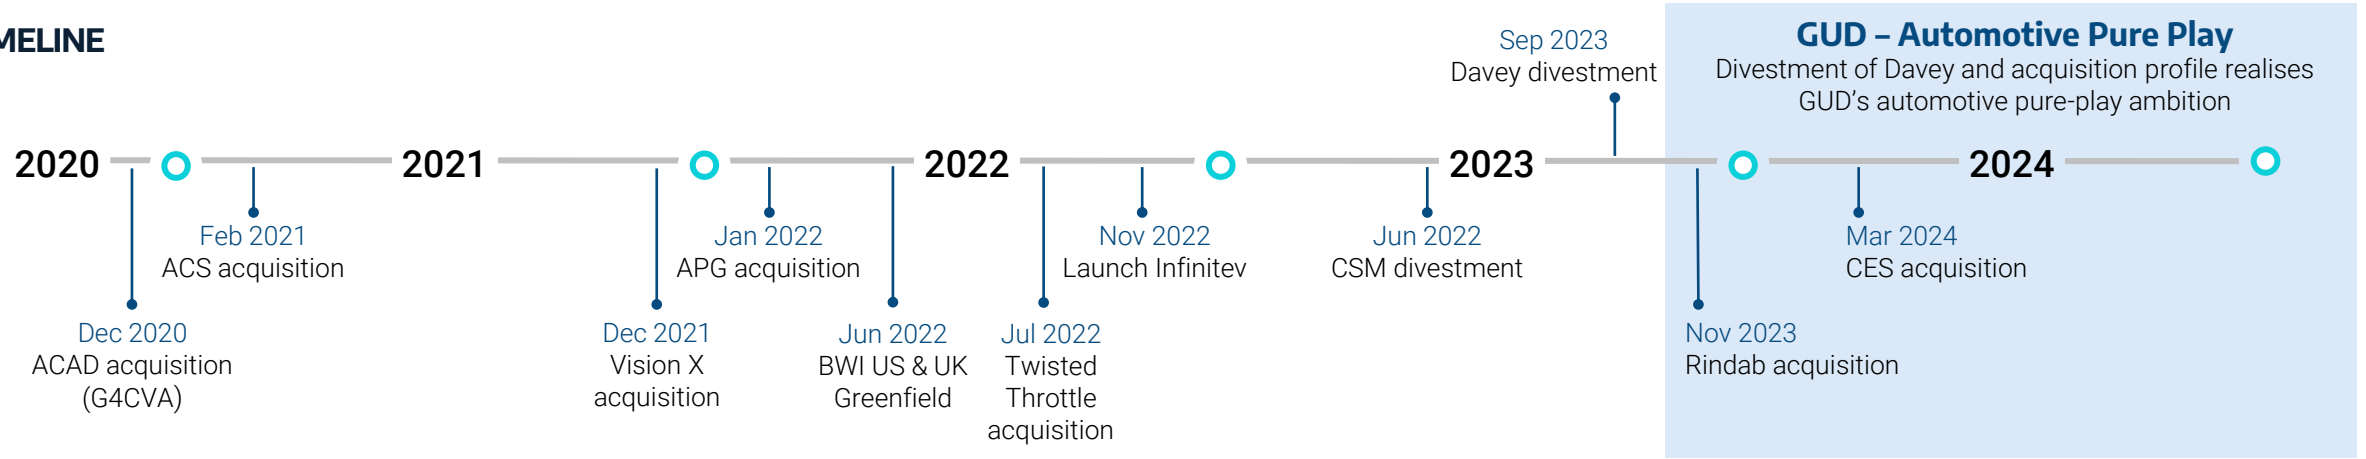 MELINE
GUD – Automotive Pure Play
Divestment of Davey and acquisition profile realises
GUD’s automotive pure-play ambition
Sep 2023
Davey divestment
2020
2021
2022
2023
2024
Feb 2021
ACS acquisition
Jan 2022
APG acquisition
Nov 2022
Launch Infinitev
Jun 2022
CSM divestment
Mar 2024
CES acquisition
Dec 2020
ACAD acquisition
(G4CVA)
Dec 2021
Vision X
acquisition
Jun 2022
BWI US & UK
Greenfield
Jul 2022
Twisted
Throttle
acquisition
Nov 2023
Rindab acquisition